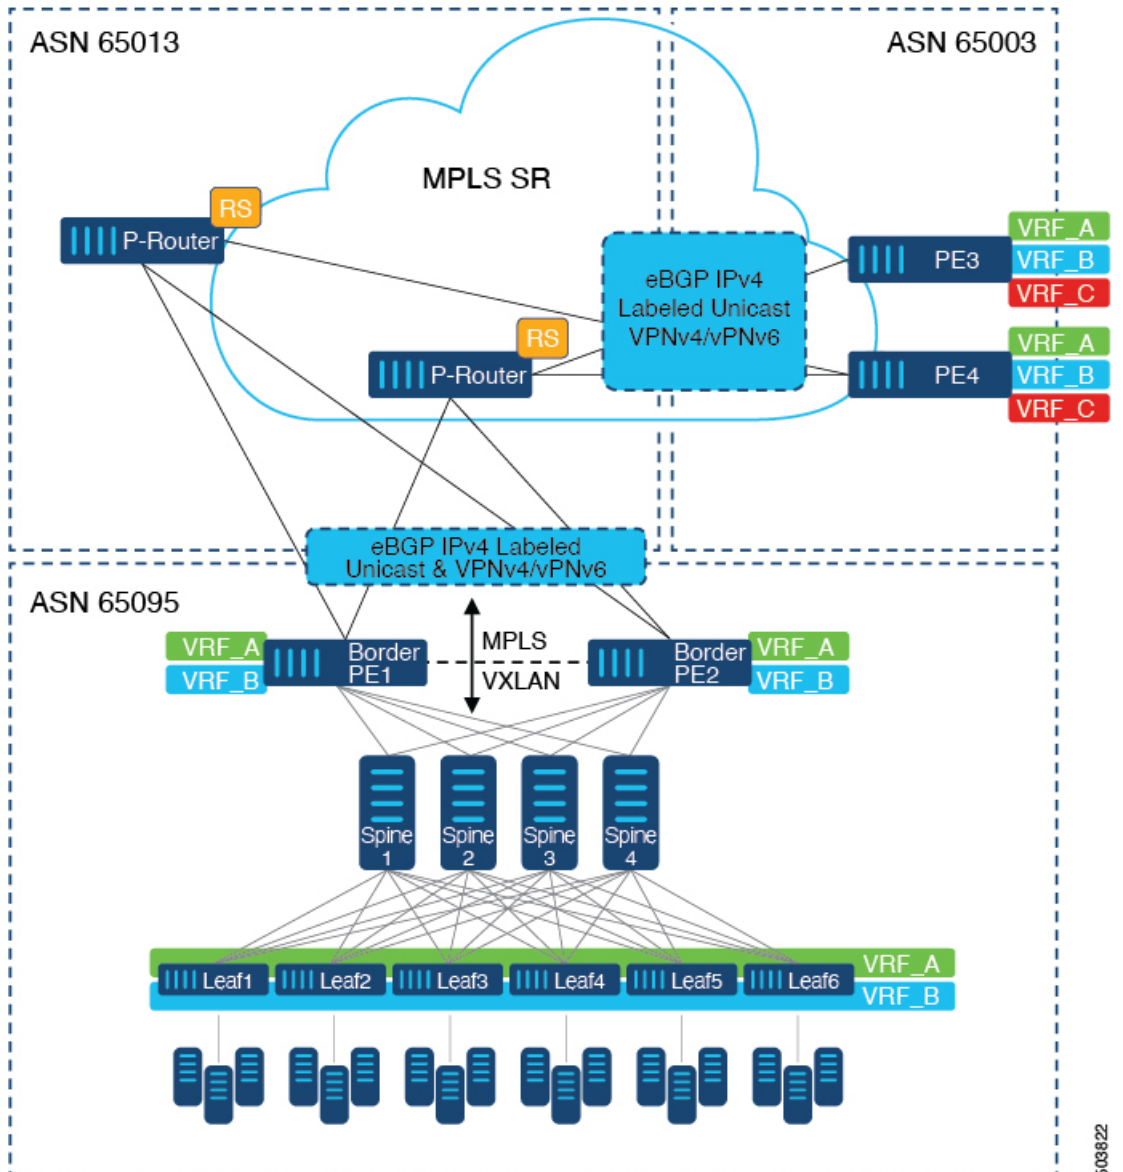 ASN 65013
ASN 65003
MPLS SR
RS
P-Router
VRF_A
PE3
VRF_B
VRF_C
eBGP IPv4
Labeled Unicast
VPNv4/vPNv6
RS
P-Router
VRF_A
PE4
VRF_B
VRF_C
eBGP IPv4 Labeled
Unicast & VPNv4/vPNv6
ASN 65095
VRF_A
VRF_B
Border
PE1
MPLS
VXLAN
Border
PE2
VRF_A
VRF_B
Spine
1
Spine
2
Spine
3
Spine
4
VRF_A
Leaf1
Leaf2
Leaf3
Leaf4
Leaf5
Leaf6
VRF_B
503822